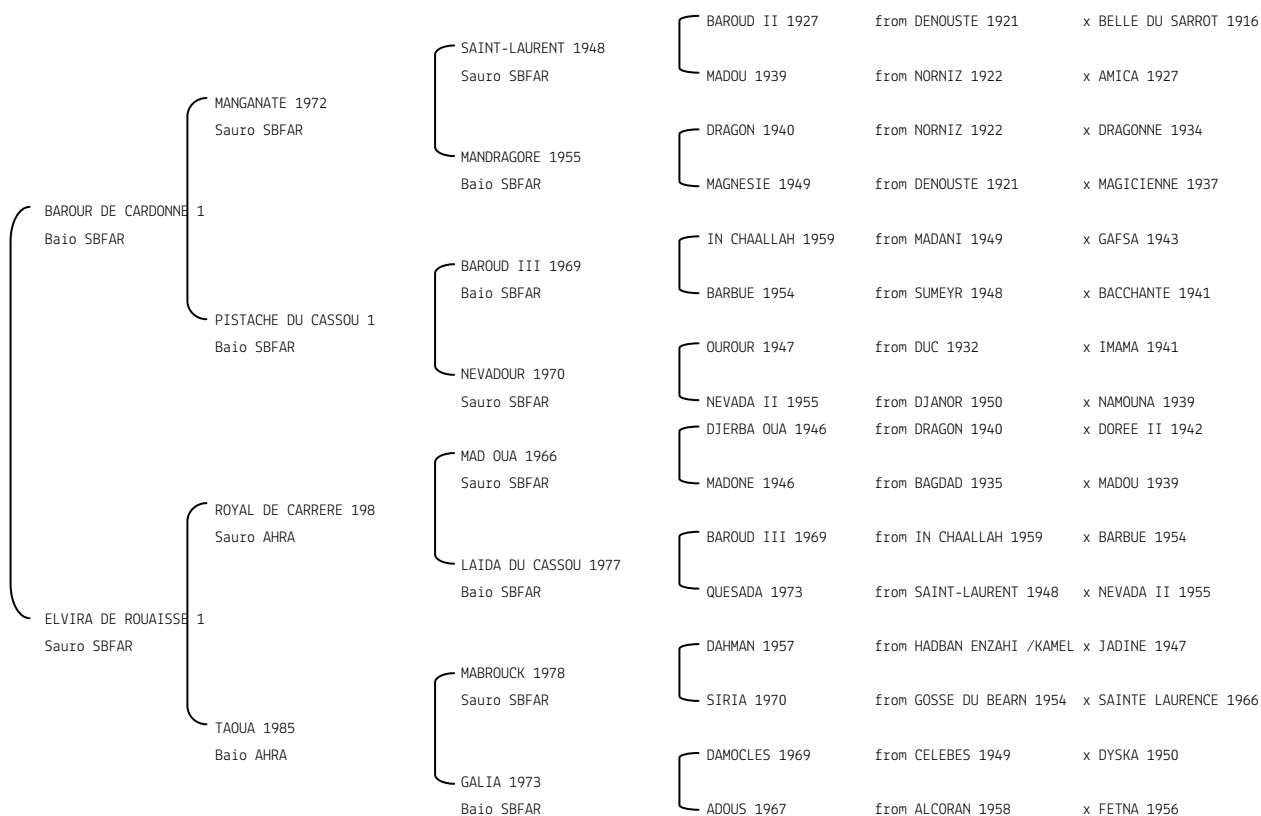 BAROUD II 1927 from DENOUSTE 1921 x BELLE DU SARROT 1916
SAINT-LAURENT 1948
Sauro SBFAR MADOU 1939 from NORNIZ 1922 x AMICA 1927
MANGANATE 1972
Sauro SBFAR DRAGON 1940 from NORNIZ 1922 x DRAGONNE 1934
MANDRAGORE 1955
Baio SBFAR MAGNESIE 1949 from DENOUSTE 1921 x MAGICIENNE 1937
BAROUR DE CARDONNE 1
Baio SBFAR IN CHAALLAH 1959 from MADANI 1949 x GAFSA 1943
BAROUD III 1969
Baio SBFAR BARBUE 1954 from SUMEYR 1948 x BACCHANTE 1941
PISTACHE DU CASSOU 1
Baio SBFAR OUROUR 1947 from DUC 1932 x IMAMA 1941
NEVADOUR 1970
Sauro SBFAR NEVADA II 1955 from DJANOR 1950 x NAMOUNA 1939
DJERBA OUA 1946 from DRAGON 1940 x DOREE II 1942
MAD OUA 1966
Sauro SBFAR MADONE 1946 from BAGDAD 1935 x MADOU 1939
ROYAL DE CARRERE 198
Sauro AHRA BAROUD III 1969 from IN CHAALLAH 1959 x BARBUE 1954
LAIDA DU CASSOU 1977
Baio SBFAR QUESADA 1973 from SAINT-LAURENT 1948 x NEVADA II 1955
ELVIRA DE ROUAISSE 1
Sauro SBFAR DAHMAN 1957 from HADBAN ENZAHI /KAMEL x JADINE 1947
MABROUCK 1978
Sauro SBFAR SIRIA 1970 from GOSSE DU BEARN 1954 x SAINTE LAURENCE 1966
TAOUA 1985
Baio AHRA DAMOCLES 1969 from CELEBES 1949 x DYSKA 1950
GALIA 1973
Baio SBFAR ADOUS 1967 from ALCORAN 1958 x FETNA 1956